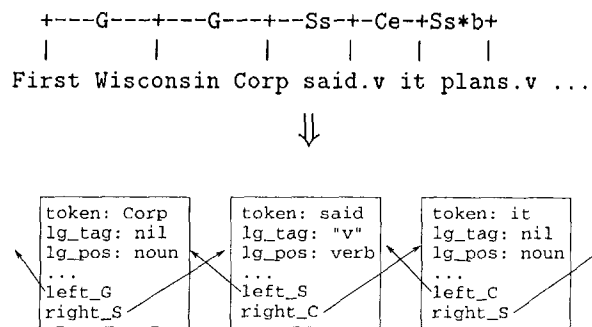 +---G---+---G---+--Ss-+-Ce-+Ss*b+
| | | | | |
First Wisconsin Corp said.v it plans.v ...
⇓
token: Corp
lg_tag: nil
lg_pos: noun
...
left_G
right_S
token: said
lg_tag: "v"
lg_pos: verb
...
left_S
right_C
token: it
lg_tag: nil
lg_pos: noun
...
left_C
right_S